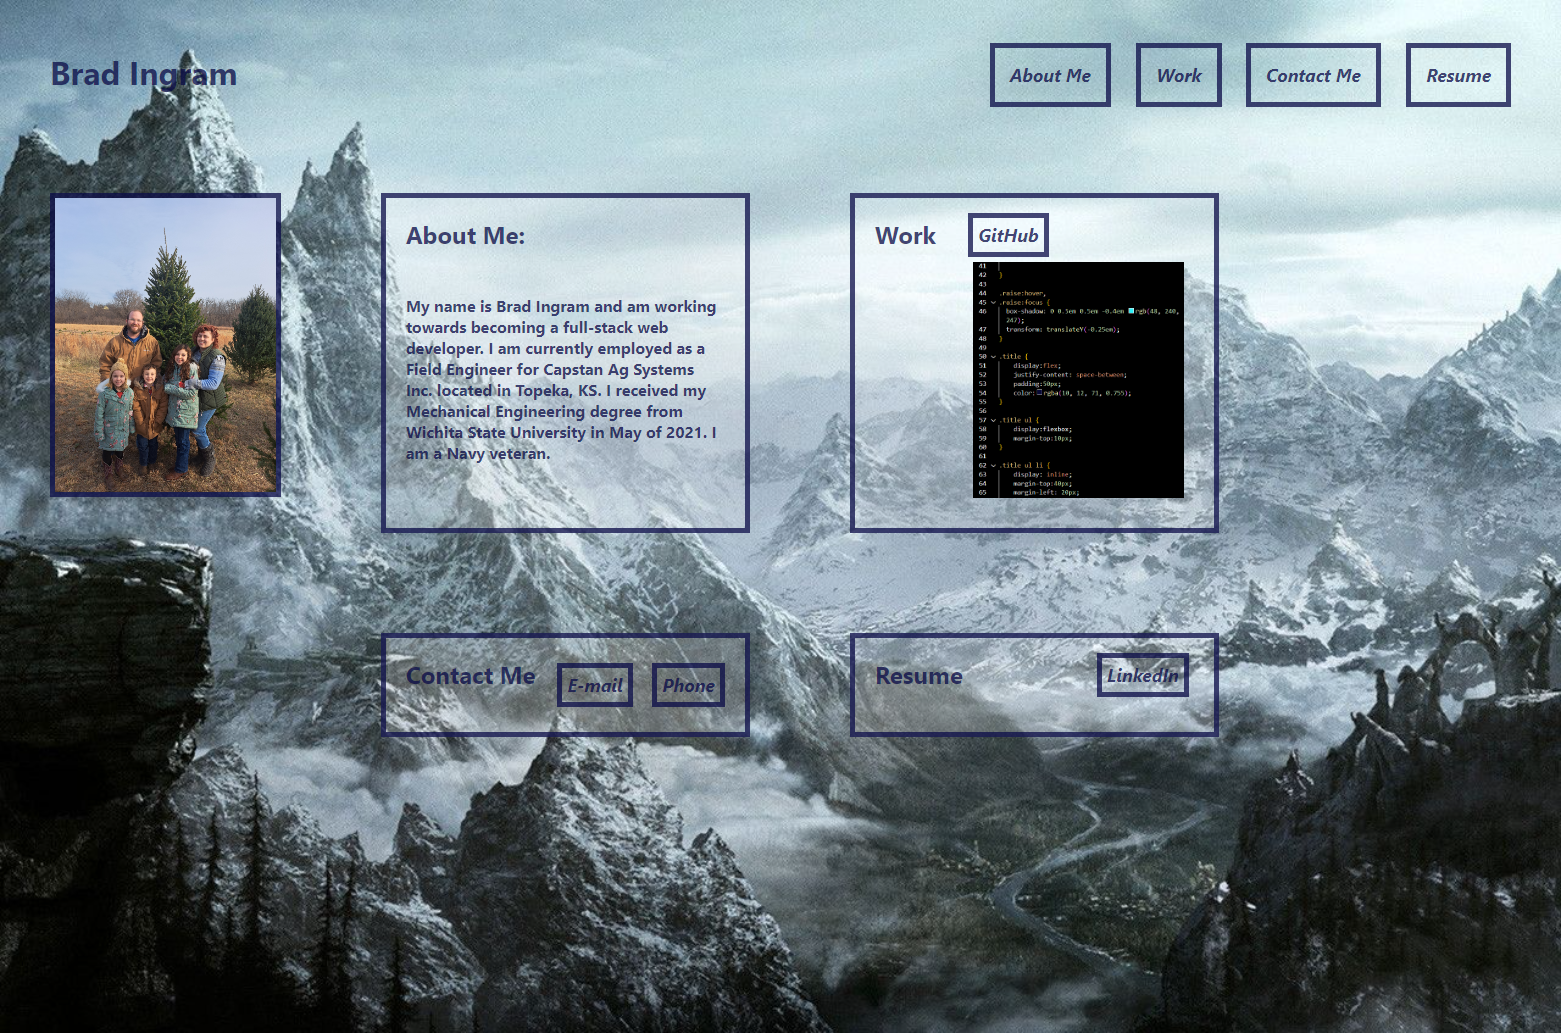 Brad Ingram
About Me
Work
Contact Me
Resume
About Me:
My name is Brad Ingram and am working
towards becoming a full-stack web
developer. I am currently employed as a
Field Engineer for Capstan Ag Systems
Inc. located in Topeka, KS. I received my
Mechanical Engineering degree from
Wichita State University in May of 2021. I
am a Navy veteran.
Work
GitHub
41
42 }
43
44 .raise:hover,
45 .raise:focus {
46 box-shadow: 0 0.5em 0.5em -0.4em rgb(48, 240,
247);
47 transform: translateY(-0.25em);
48 }
49
50 .title {
51 display:flex;
52 justify-content: space-between;
53 padding:50px;
54 color: rgba(10, 12, 71, 0.755);
55 }
56
57 .title ul {
58 display:flexbox;
59 margin-top:10px;
60 }
61
62 .title ul li {
63 display: inline;
64 margin-top:40px;
65 margin-left: 20px;
Contact Me
E-mail
Phone
Resume
LinkedIn